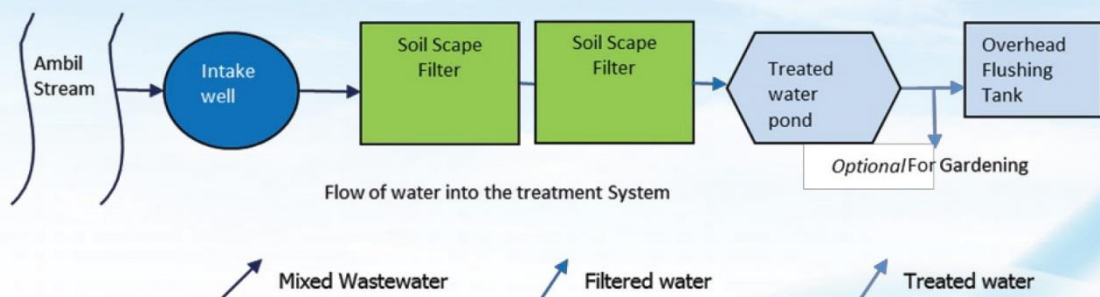 Ambil
Stream
Intake
well
Soil Scape
Filter
Soil Scape
Filter
Treated
water
pond
Overhead
Flushing
Tank
Optional For Gardening
Flow of water into the treatment System
Mixed Wastewater
Filtered water
Treated water